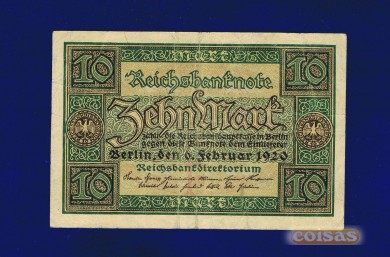 10 10
Reichsbanknote
Zehn Mark
zahlt die Reichsbankhauptkasse in Berlin
gegen diese Banknote dem Einlieferer
Berlin, den 6. Februar 1920
Reichsbankdirektorium
10 10
coisas